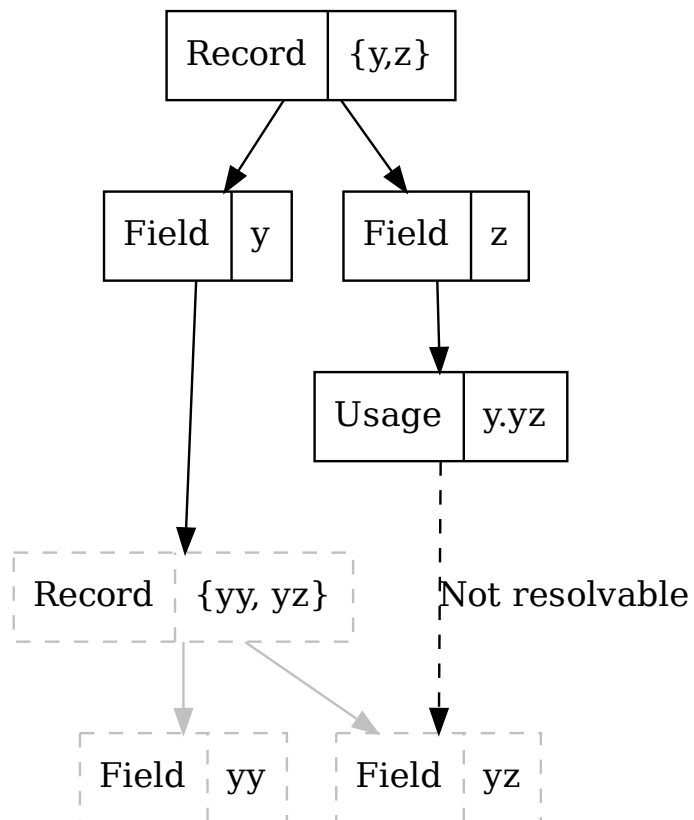 Record {y,z}
Field y
Field z
Usage y.yz
Record {yy, yz}
Not resolvable
Field yy
Field yz